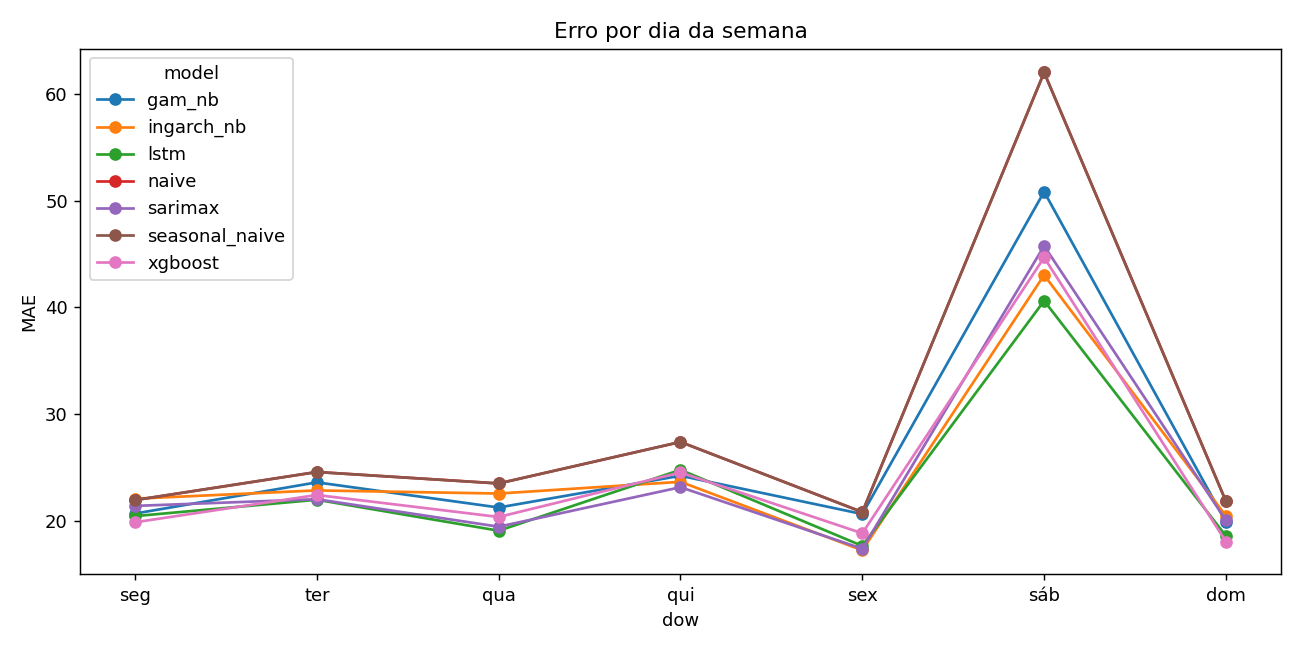 Erro por dia da semana
model
gam_nb
ingarch_nb
lstm
naive
sarimax
seasonal_naive
xgboost
60
50
40
30
20
MAE
seg ter qua qui sex sáb dom
dow